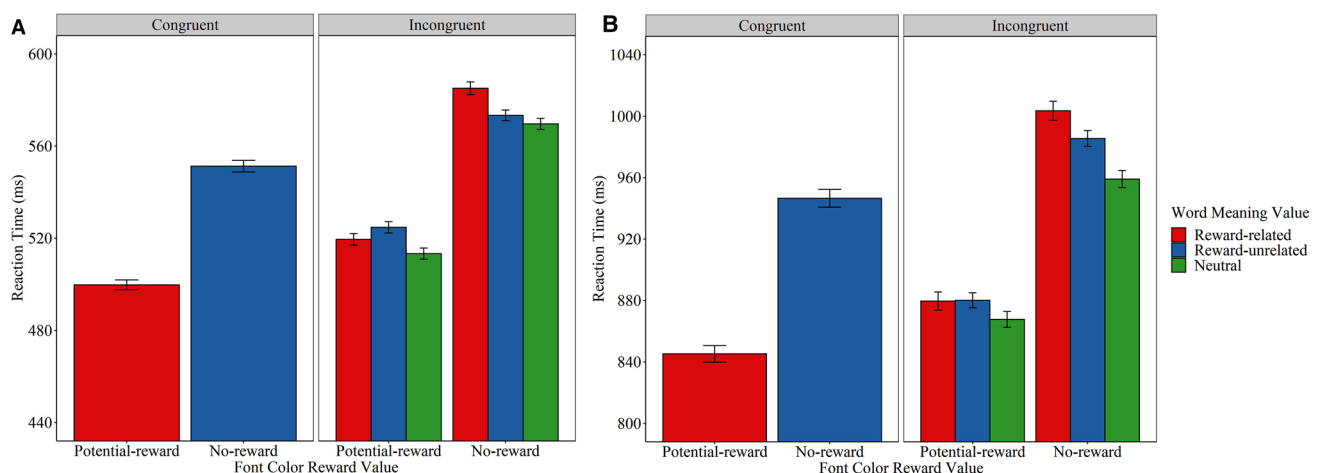 A
Congruent
Incongruent
600
560
520
480
440
Reaction Time (ms)
Potential-reward
No-reward
Potential-reward
No-reward
Font Color Reward Value
B
Congruent
Incongruent
1040
1000
960
920
880
840
800
Reaction Time (ms)
Potential-reward
No-reward
Potential-reward
No-reward
Font Color Reward Value
Word Meaning Value
Reward-related
Reward-unrelated
Neutral